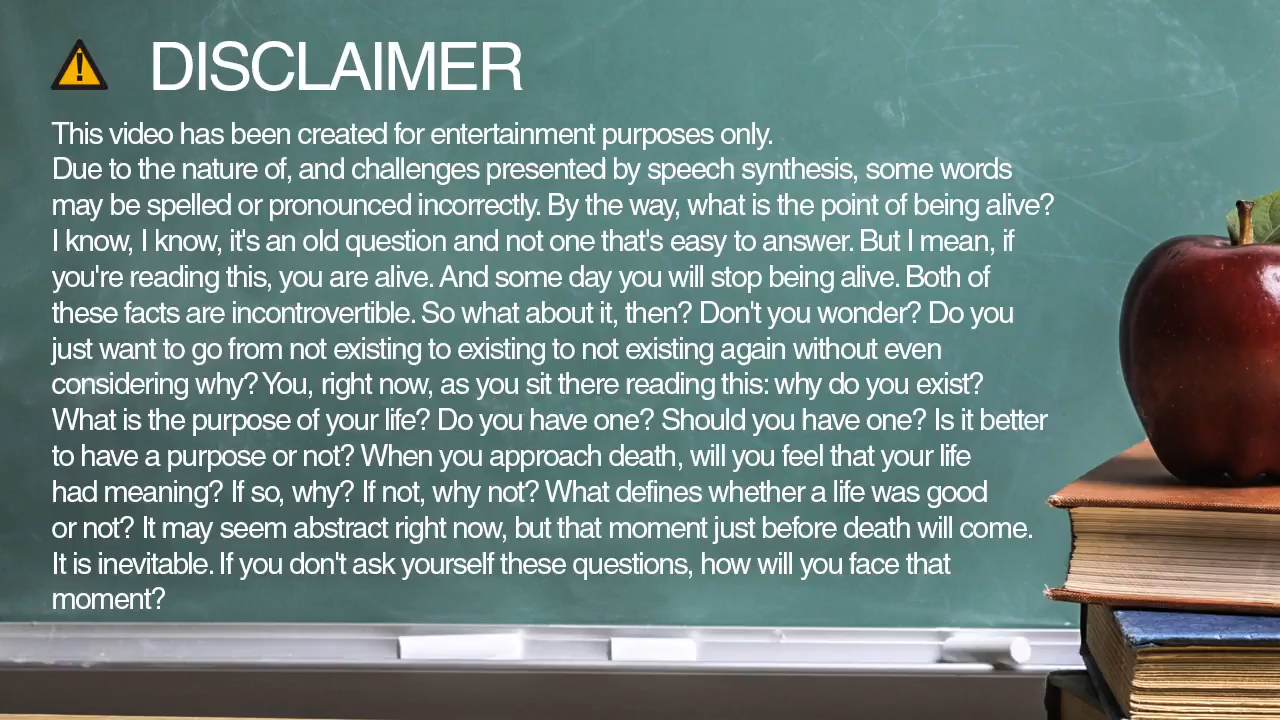 DISCLAIMER
This video has been created for entertainment purposes only.
Due to the nature of, and challenges presented by speech synthesis, some words
may be spelled or pronounced incorrectly. By the way, what is the point of being alive?
I know, I know, it's an old question and not one that's easy to answer. But I mean, if
you're reading this, you are alive. And some day you will stop being alive. Both of
these facts are incontrovertible. So what about it, then? Don't you wonder? Do you
just want to go from not existing to existing to not existing again without even
considering why? You, right now, as you sit there reading this: why do you exist?
What is the purpose of your life? Do you have one? Should you have one? Is it better
to have a purpose or not? When you approach death, will you feel that your life
had meaning? If so, why? If not, why not? What defines whether a life was good
or not? It may seem abstract right now, but that moment just before death will come.
It is inevitable. If you don't ask yourself these questions, how will you face that
moment?